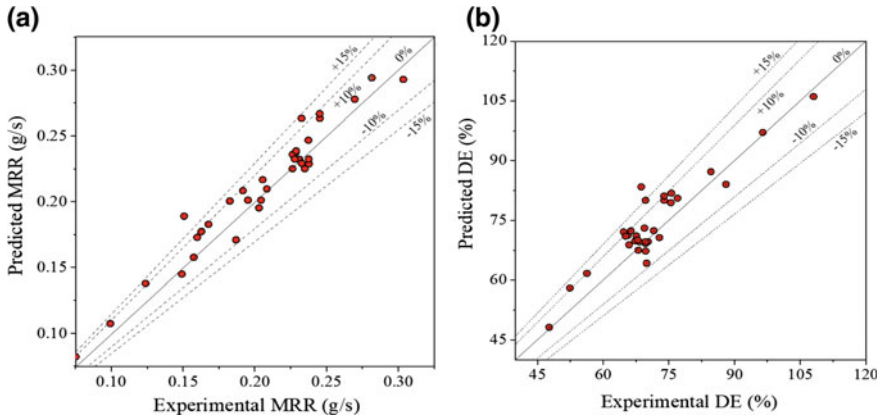 (a)
0.30
0.25
0.20
0.15
0.10
Predicted MRR (g/s)
+15%
+10%
0%
-10%
-15%
0.10 0.15 0.20 0.25 0.30
Experimental MRR (g/s)
(b)
120
105
90
75
60
45
Predicted DE (%)
+15%
+10%
0%
-10%
-15%
45 60 75 90 105 120
Experimental DE (%)